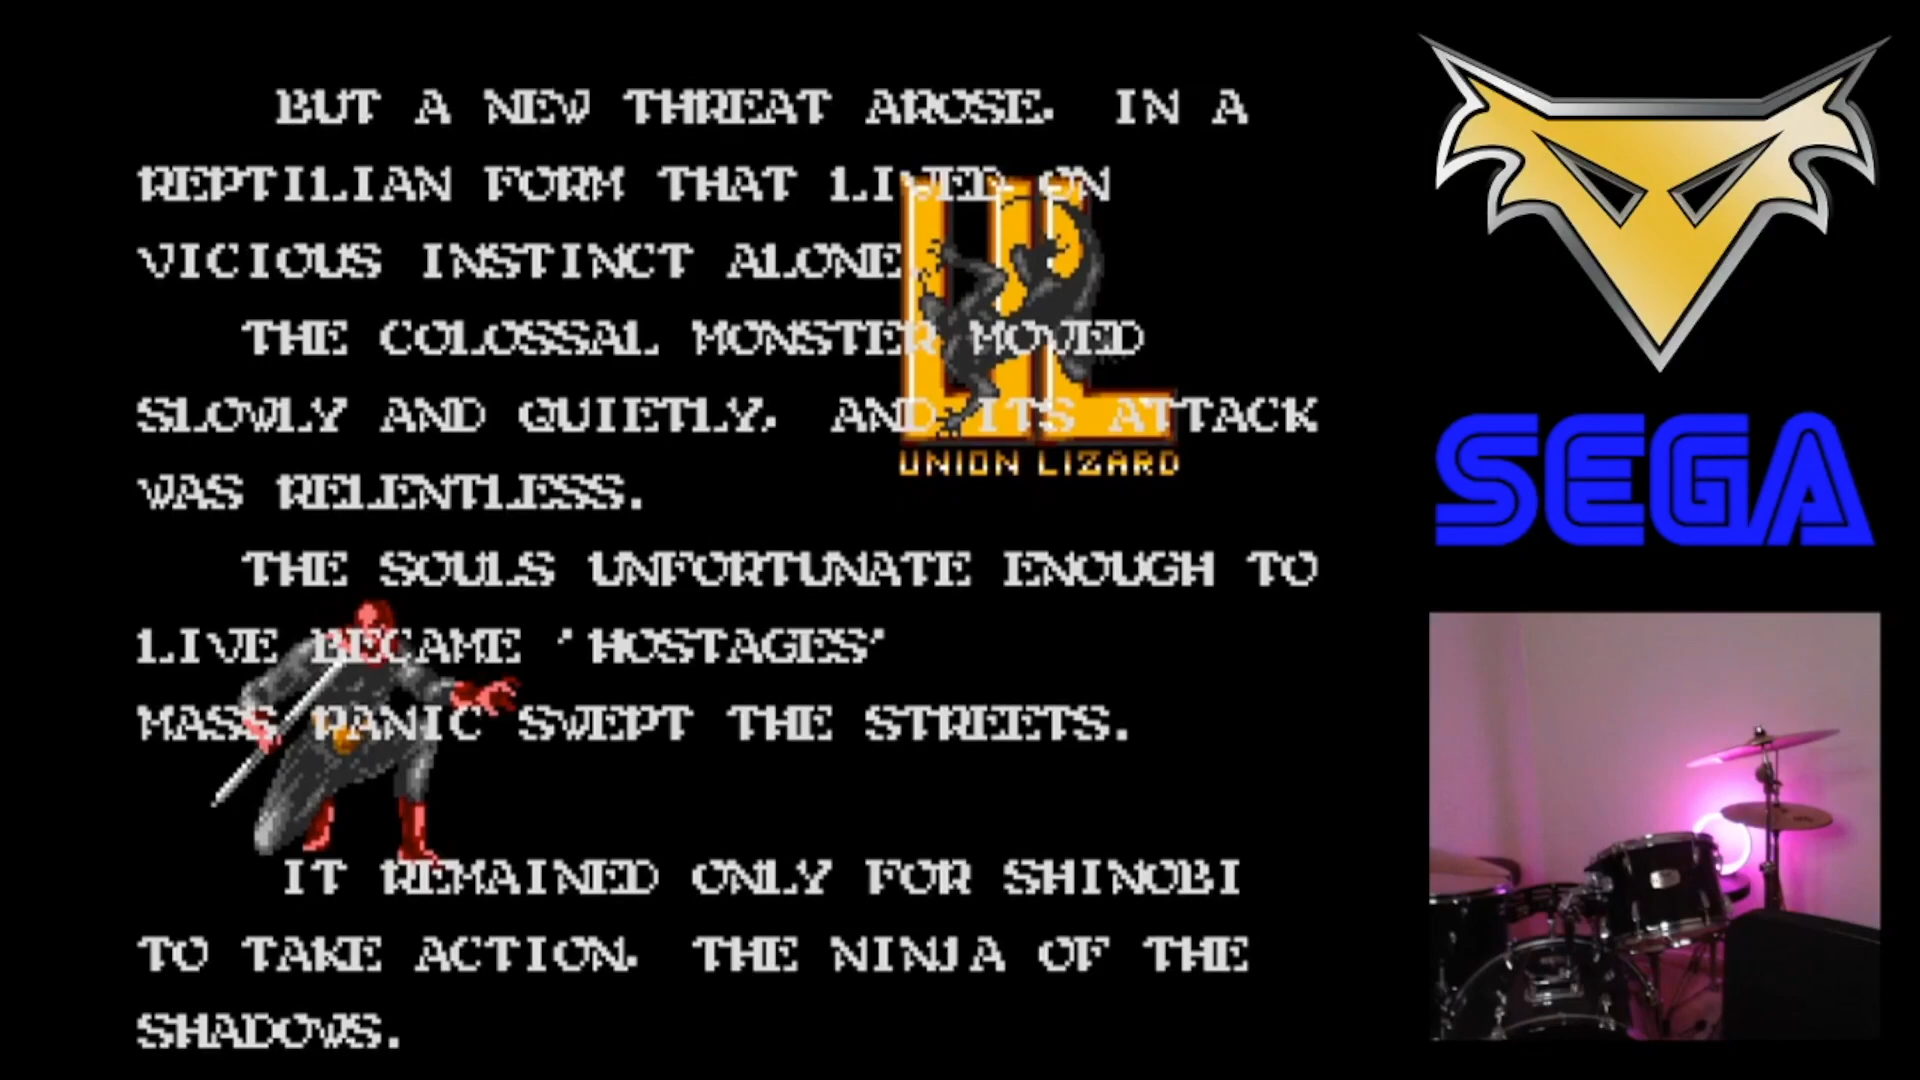 BUT A NEW THREAT AROSE. IN A
REPTILIAN FORM THAT LIVED ON
VICIOUS INSTINCT ALONE
THE COLOSSAL MONSTER MOVED
SLOWLY AND QUIETLY. AND ITS ATTACK
WAS RELENTLESS.
UNION LIZARD
THE SOULS UNFORTUNATE ENOUGH TO
LIVE BECAME 'HOSTAGES'
MASS PANIC SWEPT THE STREETS.
IT REMAINED ONLY FOR SHINOBI
TO TAKE ACTION. THE NINJA OF THE
SHADOWS.
UL
SEGA